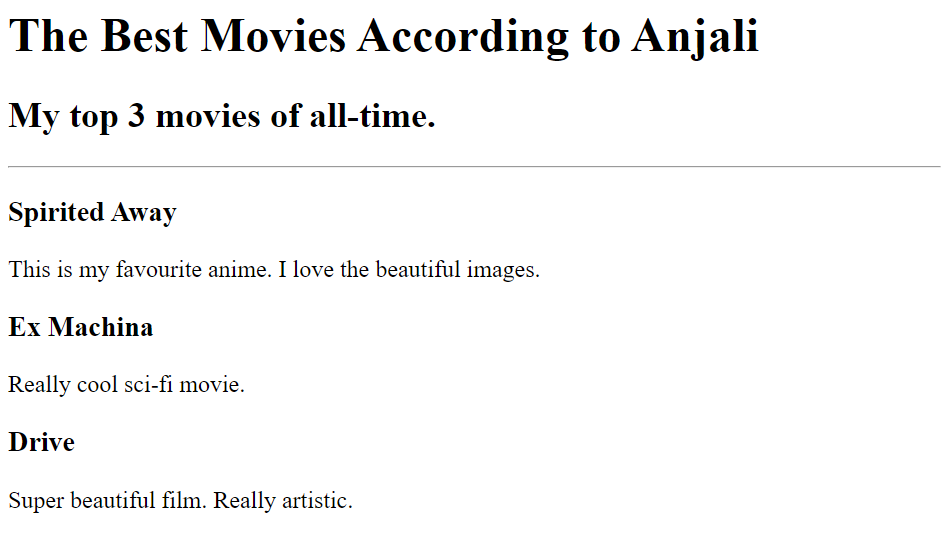 The Best Movies According to Anjali
My top 3 movies of all-time.
Spirited Away
This is my favourite anime. I love the beautiful images.
Ex Machina
Really cool sci-fi movie.
Drive
Super beautiful film. Really artistic.